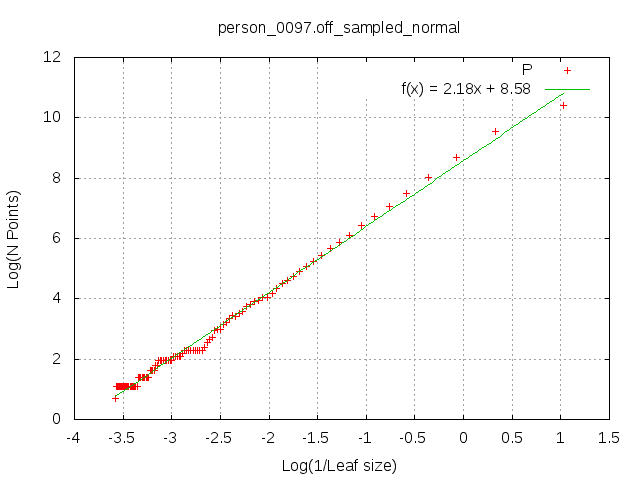 person_0097.off_sampled_normal
P
f(x) = 2.18x + 8.58
Log(N Points)
12
10
8
6
4
2
0
-4 -3.5 -3 -2.5 -2 -1.5 -1 -0.5 0 0.5 1 1.5
Log(1/Leaf size)